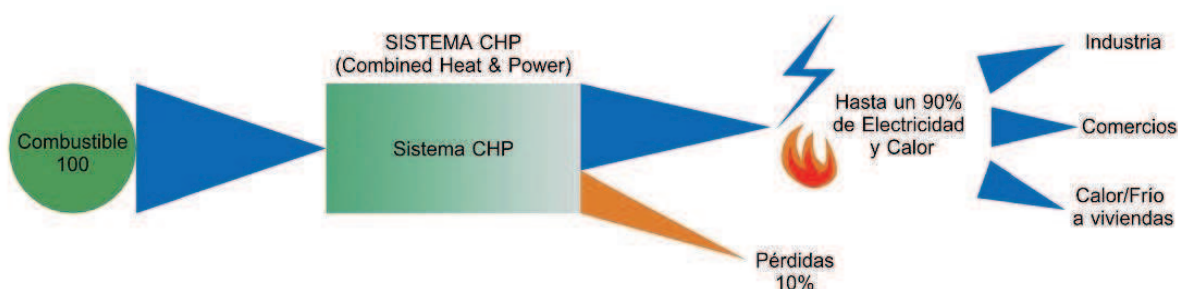 SISTEMA CHP
(Combined Heat & Power)
Combustible
100
Sistema CHP
Hasta un 90%
de Electricidad
y Calor
Pérdidas
10%
Industria
Comercios
Calor/Frio
a viviendas